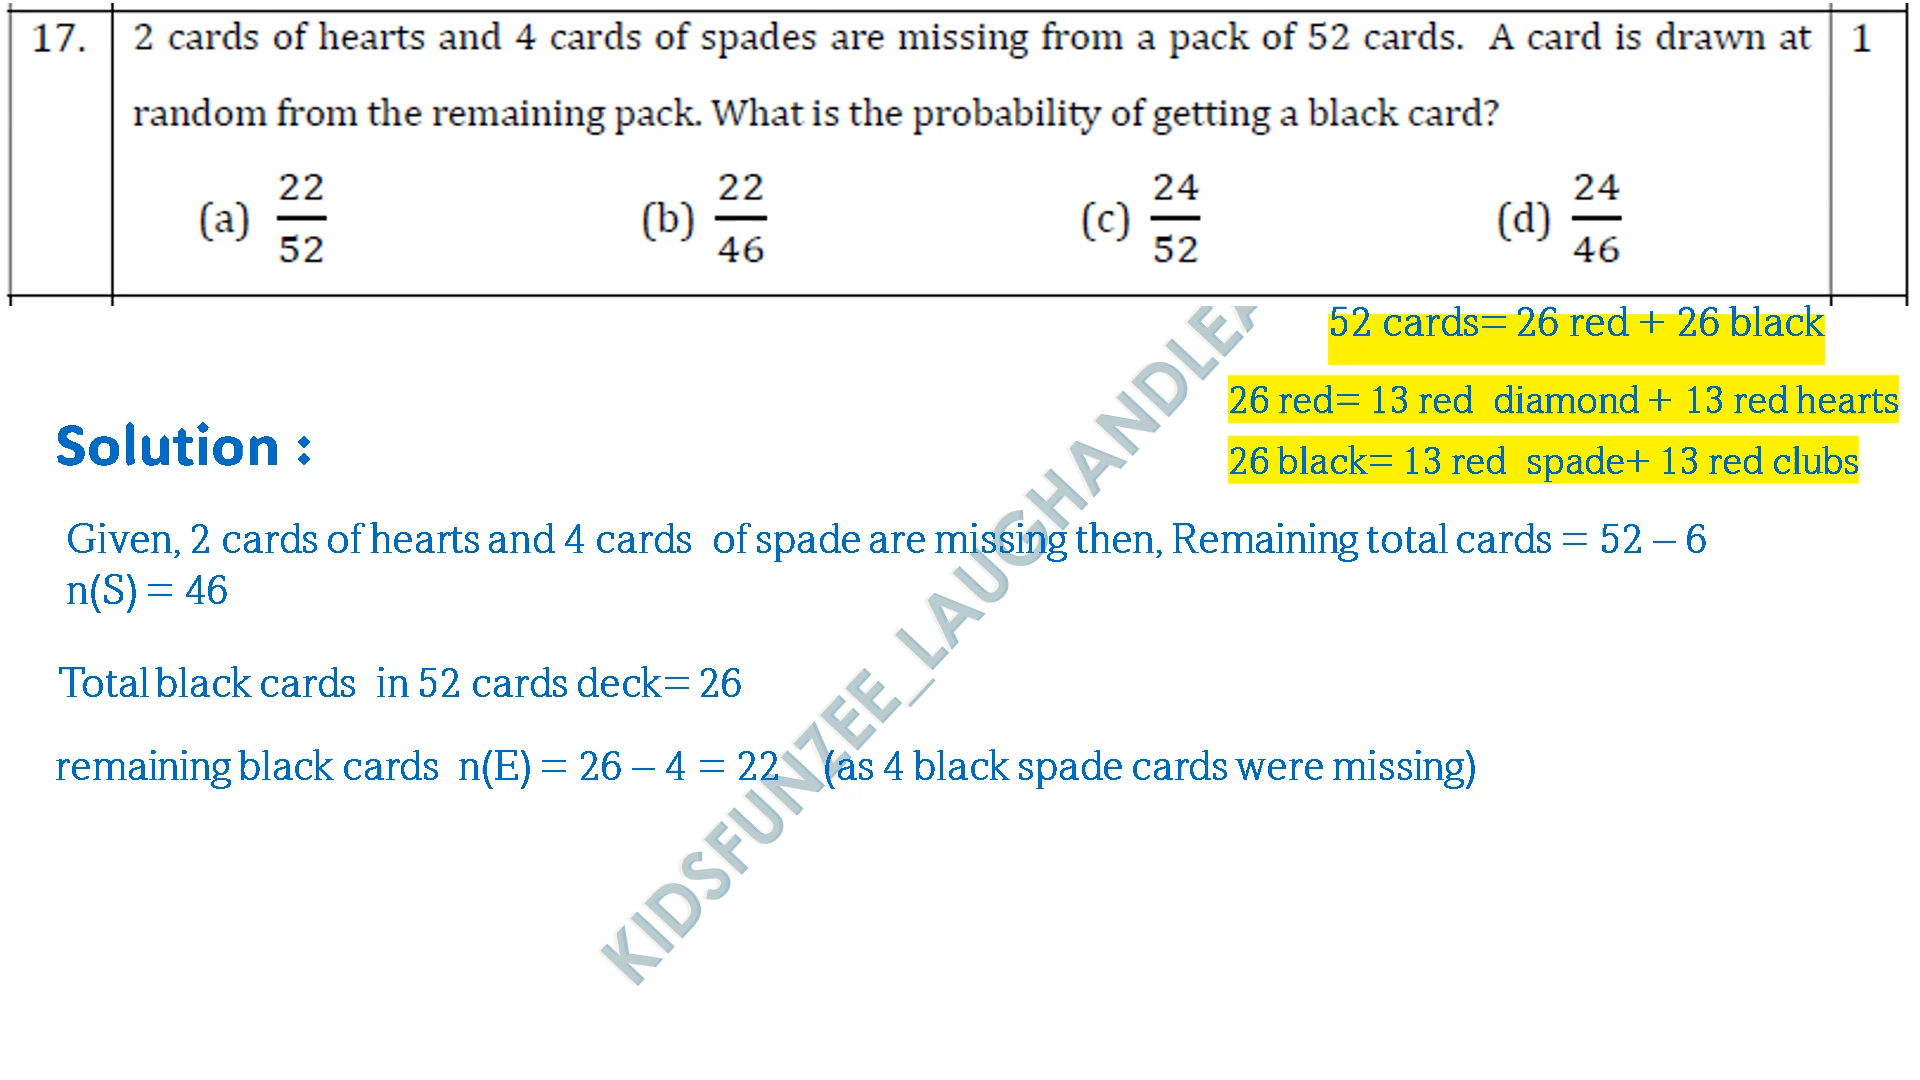 17. 2 cards of hearts and 4 cards of spades are missing from a pack of 52 cards. A card is drawn at 1
random from the remaining pack. What is the probability of getting a black card?
(a) 22/52 (b) 22/46 (c) 24/52 (d) 24/46
52 cards= 26 red + 26 black
26 red= 13 red diamond + 13 red hearts
Solution :
26 black= 13 red spade+ 13 red clubs
Given, 2 cards of hearts and 4 cards of spade are missing then, Remaining total cards = 52 – 6
n(S) = 46
Total black cards in 52 cards deck= 26
remaining black cards n(E) = 26 – 4 = 22 (as 4 black spade cards were missing)
KIDSFUNZEE_LAUGHANDLEA